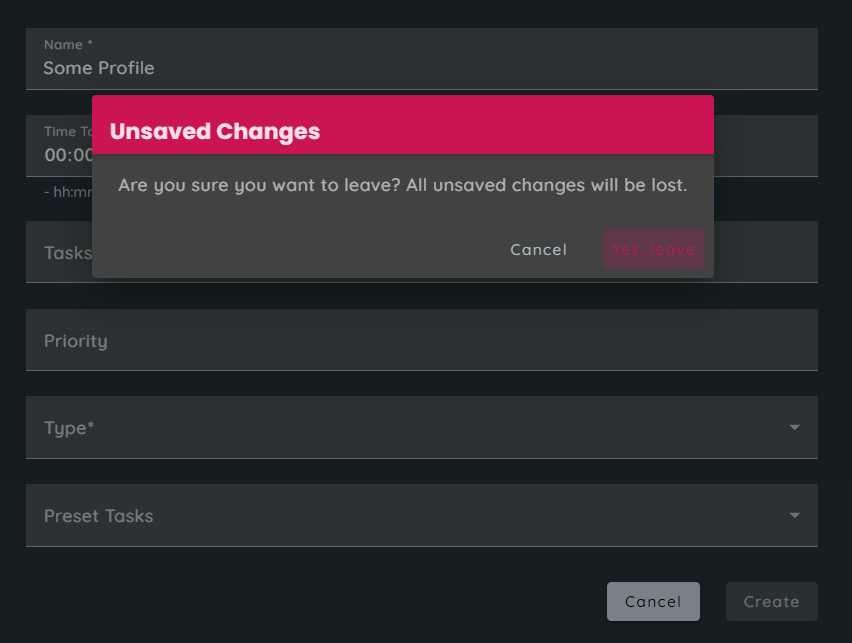 Name *
Some Profile
Unsaved Changes
Time
00:00
Are you sure you want to leave? All unsaved changes will be lost.
- hh:mm
Tasks
Cancel
Yes, leave
Priority
Type*
Preset Tasks
Cancel
Create